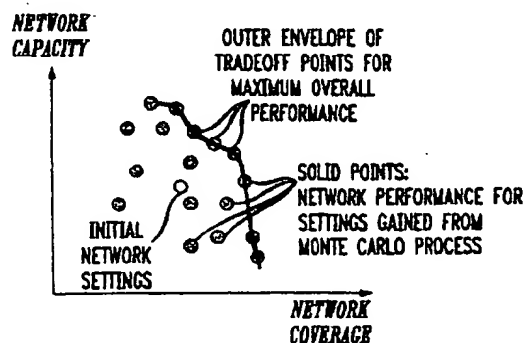 NETWORK
CAPACITY
OUTER ENVELOPE OF
TRADEOFF POINTS FOR
MAXIMUM OVERALL
PERFORMANCE
SOLID POINTS:
NETWORK PERFORMANCE FOR
SETTINGS GAINED FROM
MONTE CARLO PROCESS
INITIAL
NETWORK
SETTINGS
NETWORK
COVERAGE